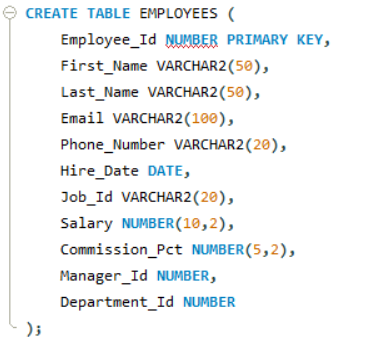 CREATE TABLE EMPLOYEES (
Employee_Id NUMBER PRIMARY KEY,
First_Name VARCHAR2(50),
Last_Name VARCHAR2(50),
Email VARCHAR2(100),
Phone_Number VARCHAR2(20),
Hire_Date DATE,
Job_Id VARCHAR2(20),
Salary NUMBER(10,2),
Commission_Pct NUMBER(5,2),
Manager_Id NUMBER,
Department_Id NUMBER
);